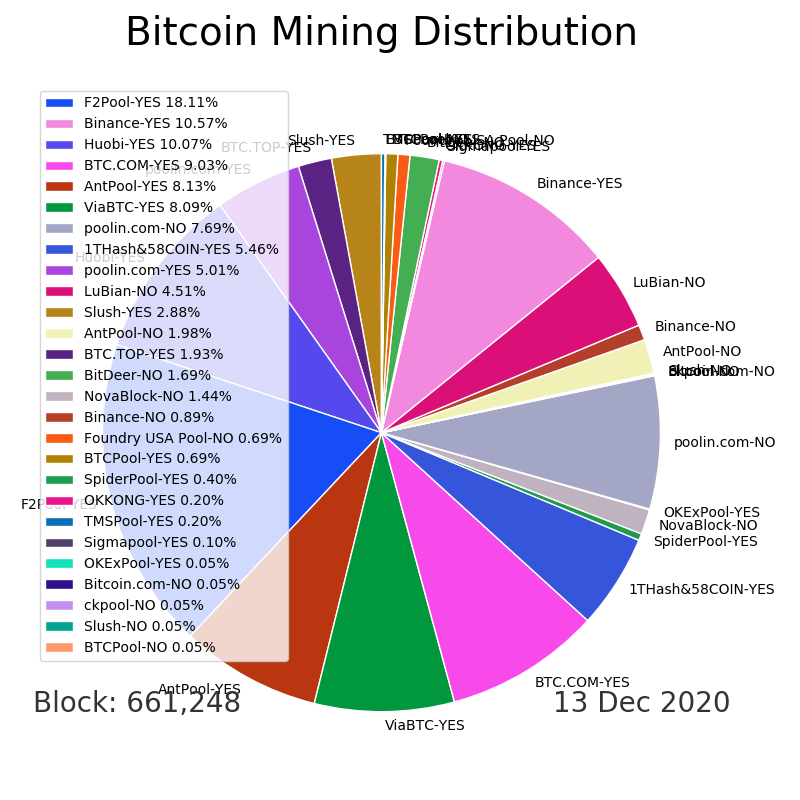 Bitcoin Mining Distribution
F2Pool-YES 18.11%
Binance-YES 10.57%
Huobi-YES 10.07%
BTC.COM-YES 9.03%
AntPool-YES 8.13%
ViaBTC-YES 8.09%
poolin.com-NO 7.69%
1THash&58COIN-YES 5.46%
poolin.com-YES 5.01%
LuBian-NO 4.51%
Slush-YES 2.88%
AntPool-NO 1.98%
BTC.TOP-YES 1.93%
BitDeer-NO 1.69%
NovaBlock-NO 1.44%
Binance-NO 0.89%
Foundry USA Pool-NO 0.69%
BTCPool-YES 0.69%
SpiderPool-YES 0.40%
OKKONG-YES 0.20%
TMSPool-YES 0.20%
Sigmapool-YES 0.10%
OKExPool-YES 0.05%
Bitcoin.com-NO 0.05%
ckpool-NO 0.05%
Slush-NO 0.05%
BTCPool-NO 0.05%
Slush-YES
BTC.TOP-YES
poolin.com-YES
Huobi-YES
F2Pool-YES
AntPool-YES
ViaBTC-YES
BTC.COM-YES
1THash&58COIN-YES
SpiderPool-YES
NovaBlock-NO
OKExPool-YES
poolin.com-NO
AntPool-NO
Binance-NO
LuBian-NO
Binance-YES
Sigmapool-YES
Block: 661,248
13 Dec 2020